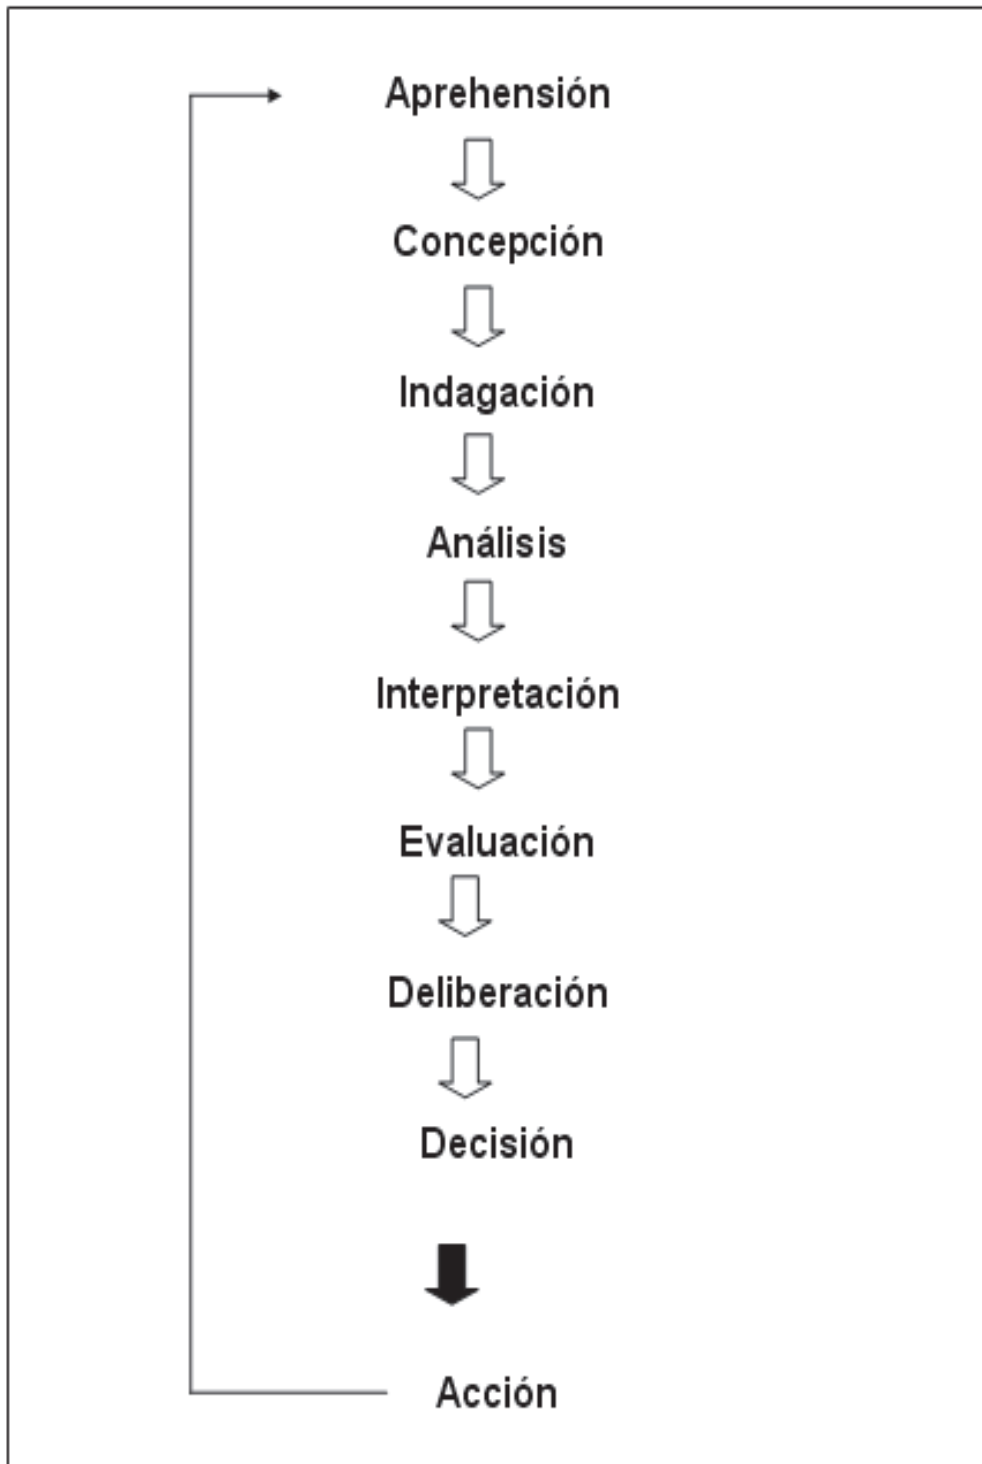 Aprehensión
Concepción
Indagación
Análisis
Interpretación
Evaluación
Deliberación
Decisión
Acción